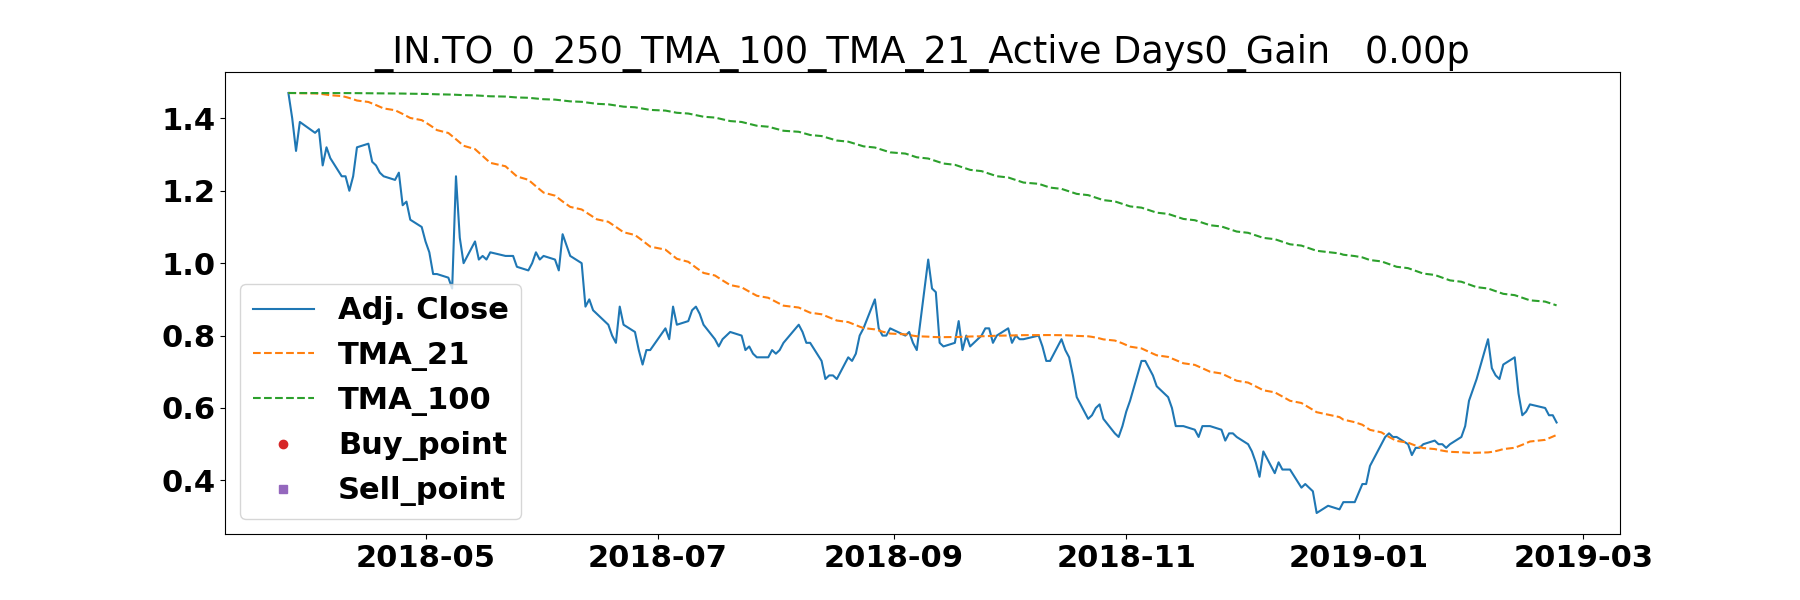 _IN.TO_0_250_TMA_100_TMA_21_Active Days0_Gain   0.00p
1.4
1.2
1.0
0.8
0.6
0.4
Adj. Close
TMA_21
TMA_100
Buy_point
Sell_point
2018-05 2018-07 2018-09 2018-11 2019-01 2019-03